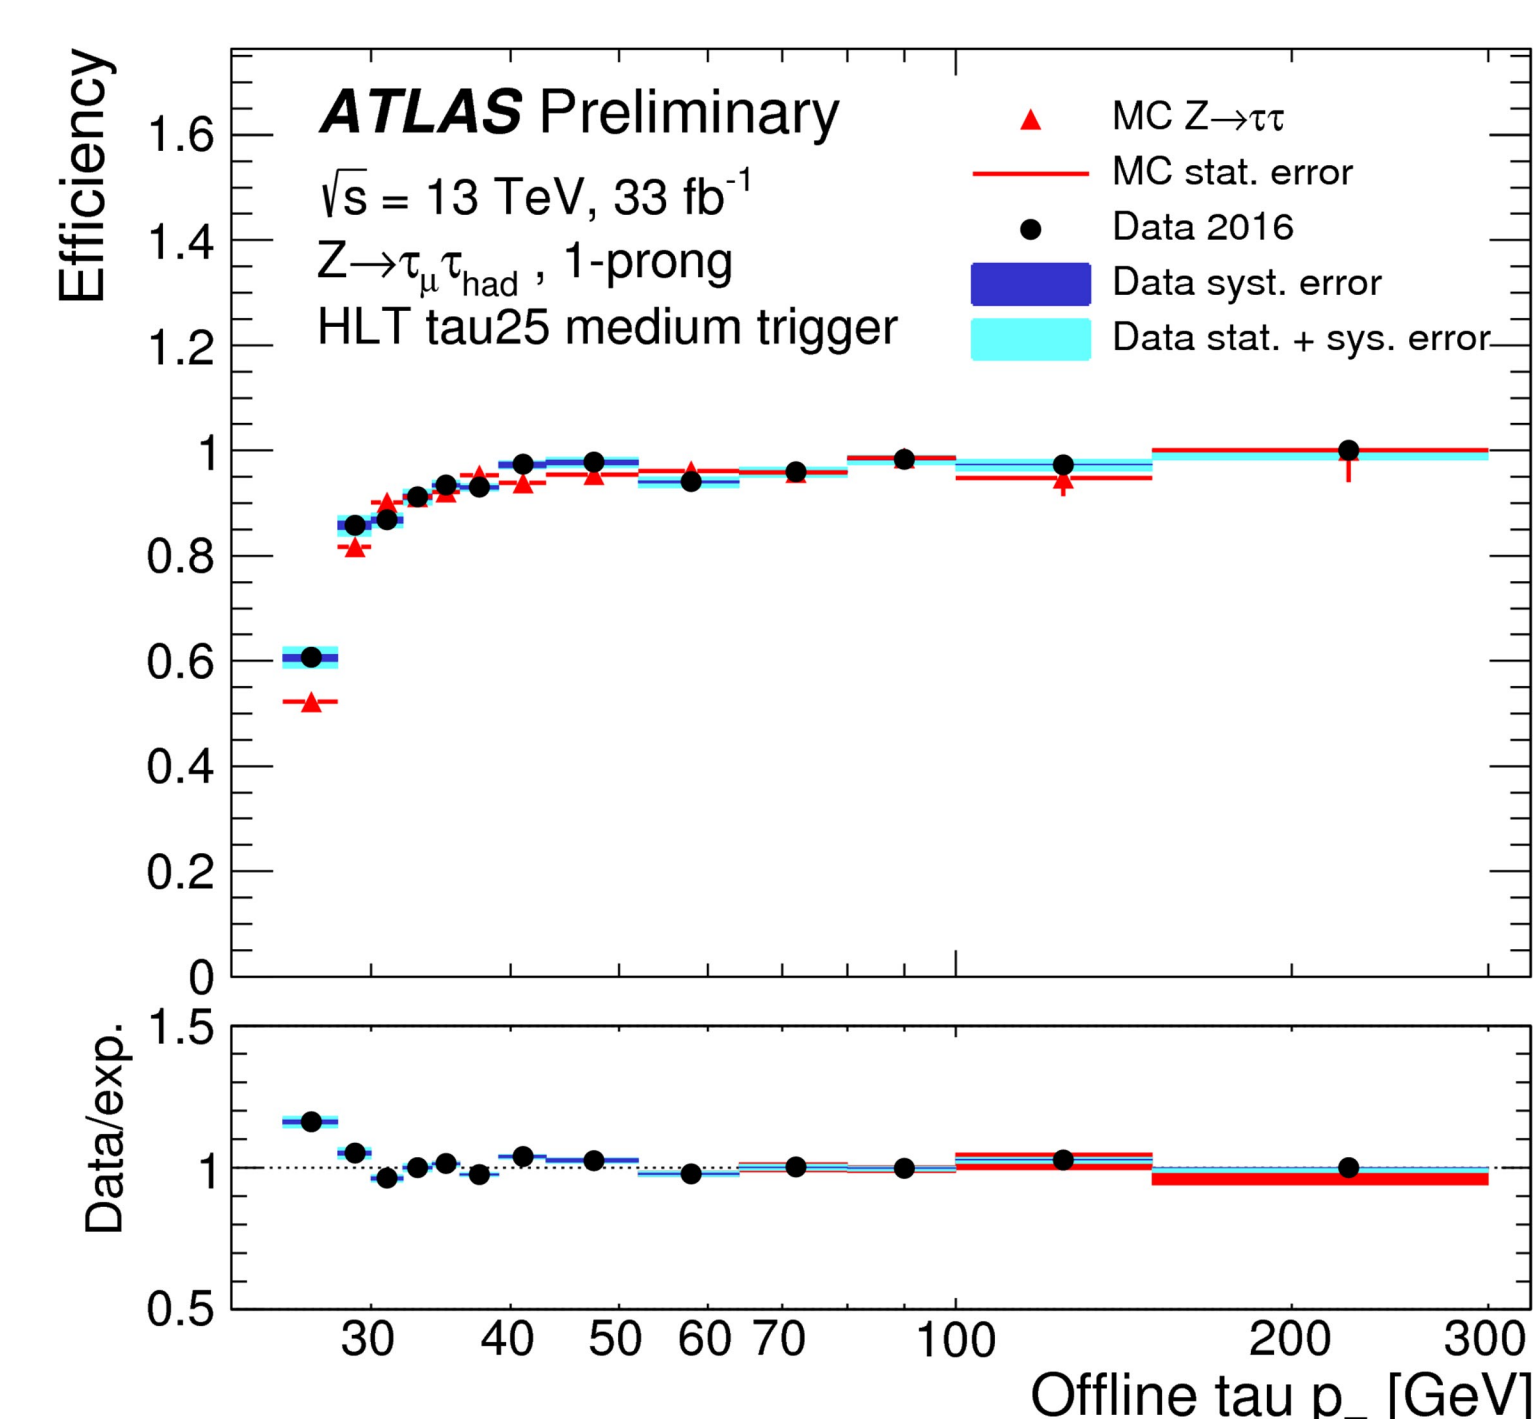 Efficiency
ATLAS Preliminary
√s = 13 TeV, 33 fb⁻¹
Z→τ_μτ_had , 1-prong
HLT tau25 medium trigger
MC Z→ττ
MC stat. error
Data 2016
Data syst. error
Data stat. + sys. error
1.6
1.4
1.2
1
0.8
0.6
0.4
0.2
0
Data/exp.
1.5
1
0.5
30 40 50 60 70 100 200 300
Offline tau p [GeV]